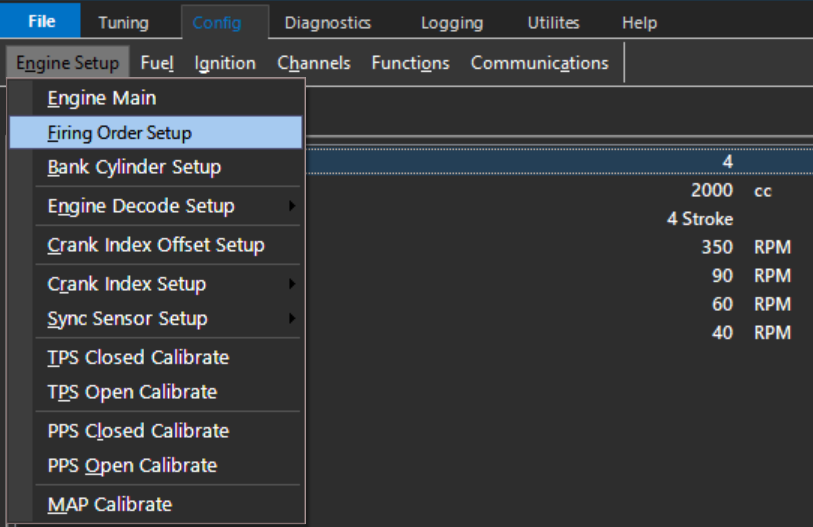 File Tuning Config Diagnostics Logging Utilites Help
Engine Setup Fuel Ignition Channels Functions Communications
Engine Main
Firing Order Setup
Bank Cylinder Setup
Engine Decode Setup
Crank Index Offset Setup
Crank Index Setup
Sync Sensor Setup
TPS Closed Calibrate
TPS Open Calibrate
PPS Closed Calibrate
PPS Open Calibrate
MAP Calibrate
4
2000 cc
4 Stroke
350 RPM
90 RPM
60 RPM
40 RPM